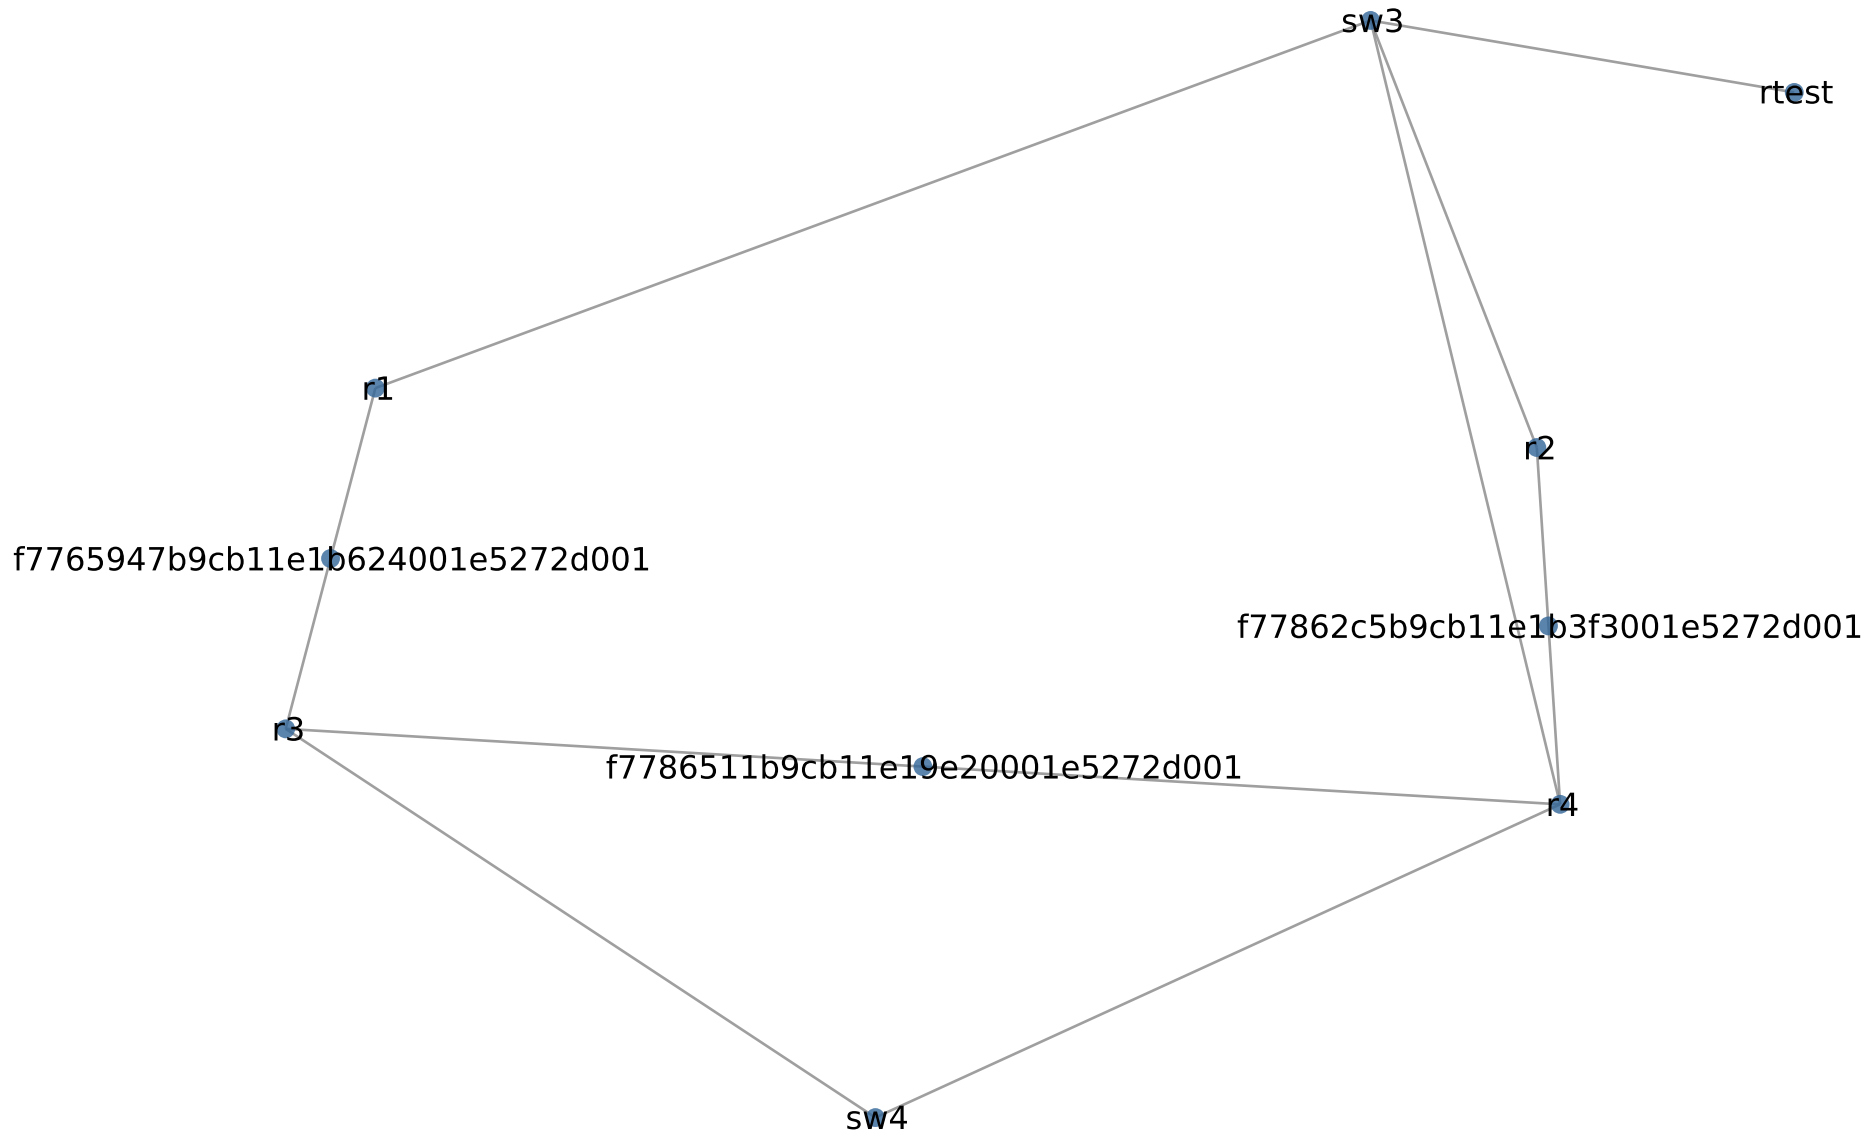 sw3
rtest
r1
r2
f7765947b9cb11e1b624001e5272d001
f77862c5b9cb11e1b3f3001e5272d001
r3
f7786511b9cb11e19e20001e5272d001
r4
sw4